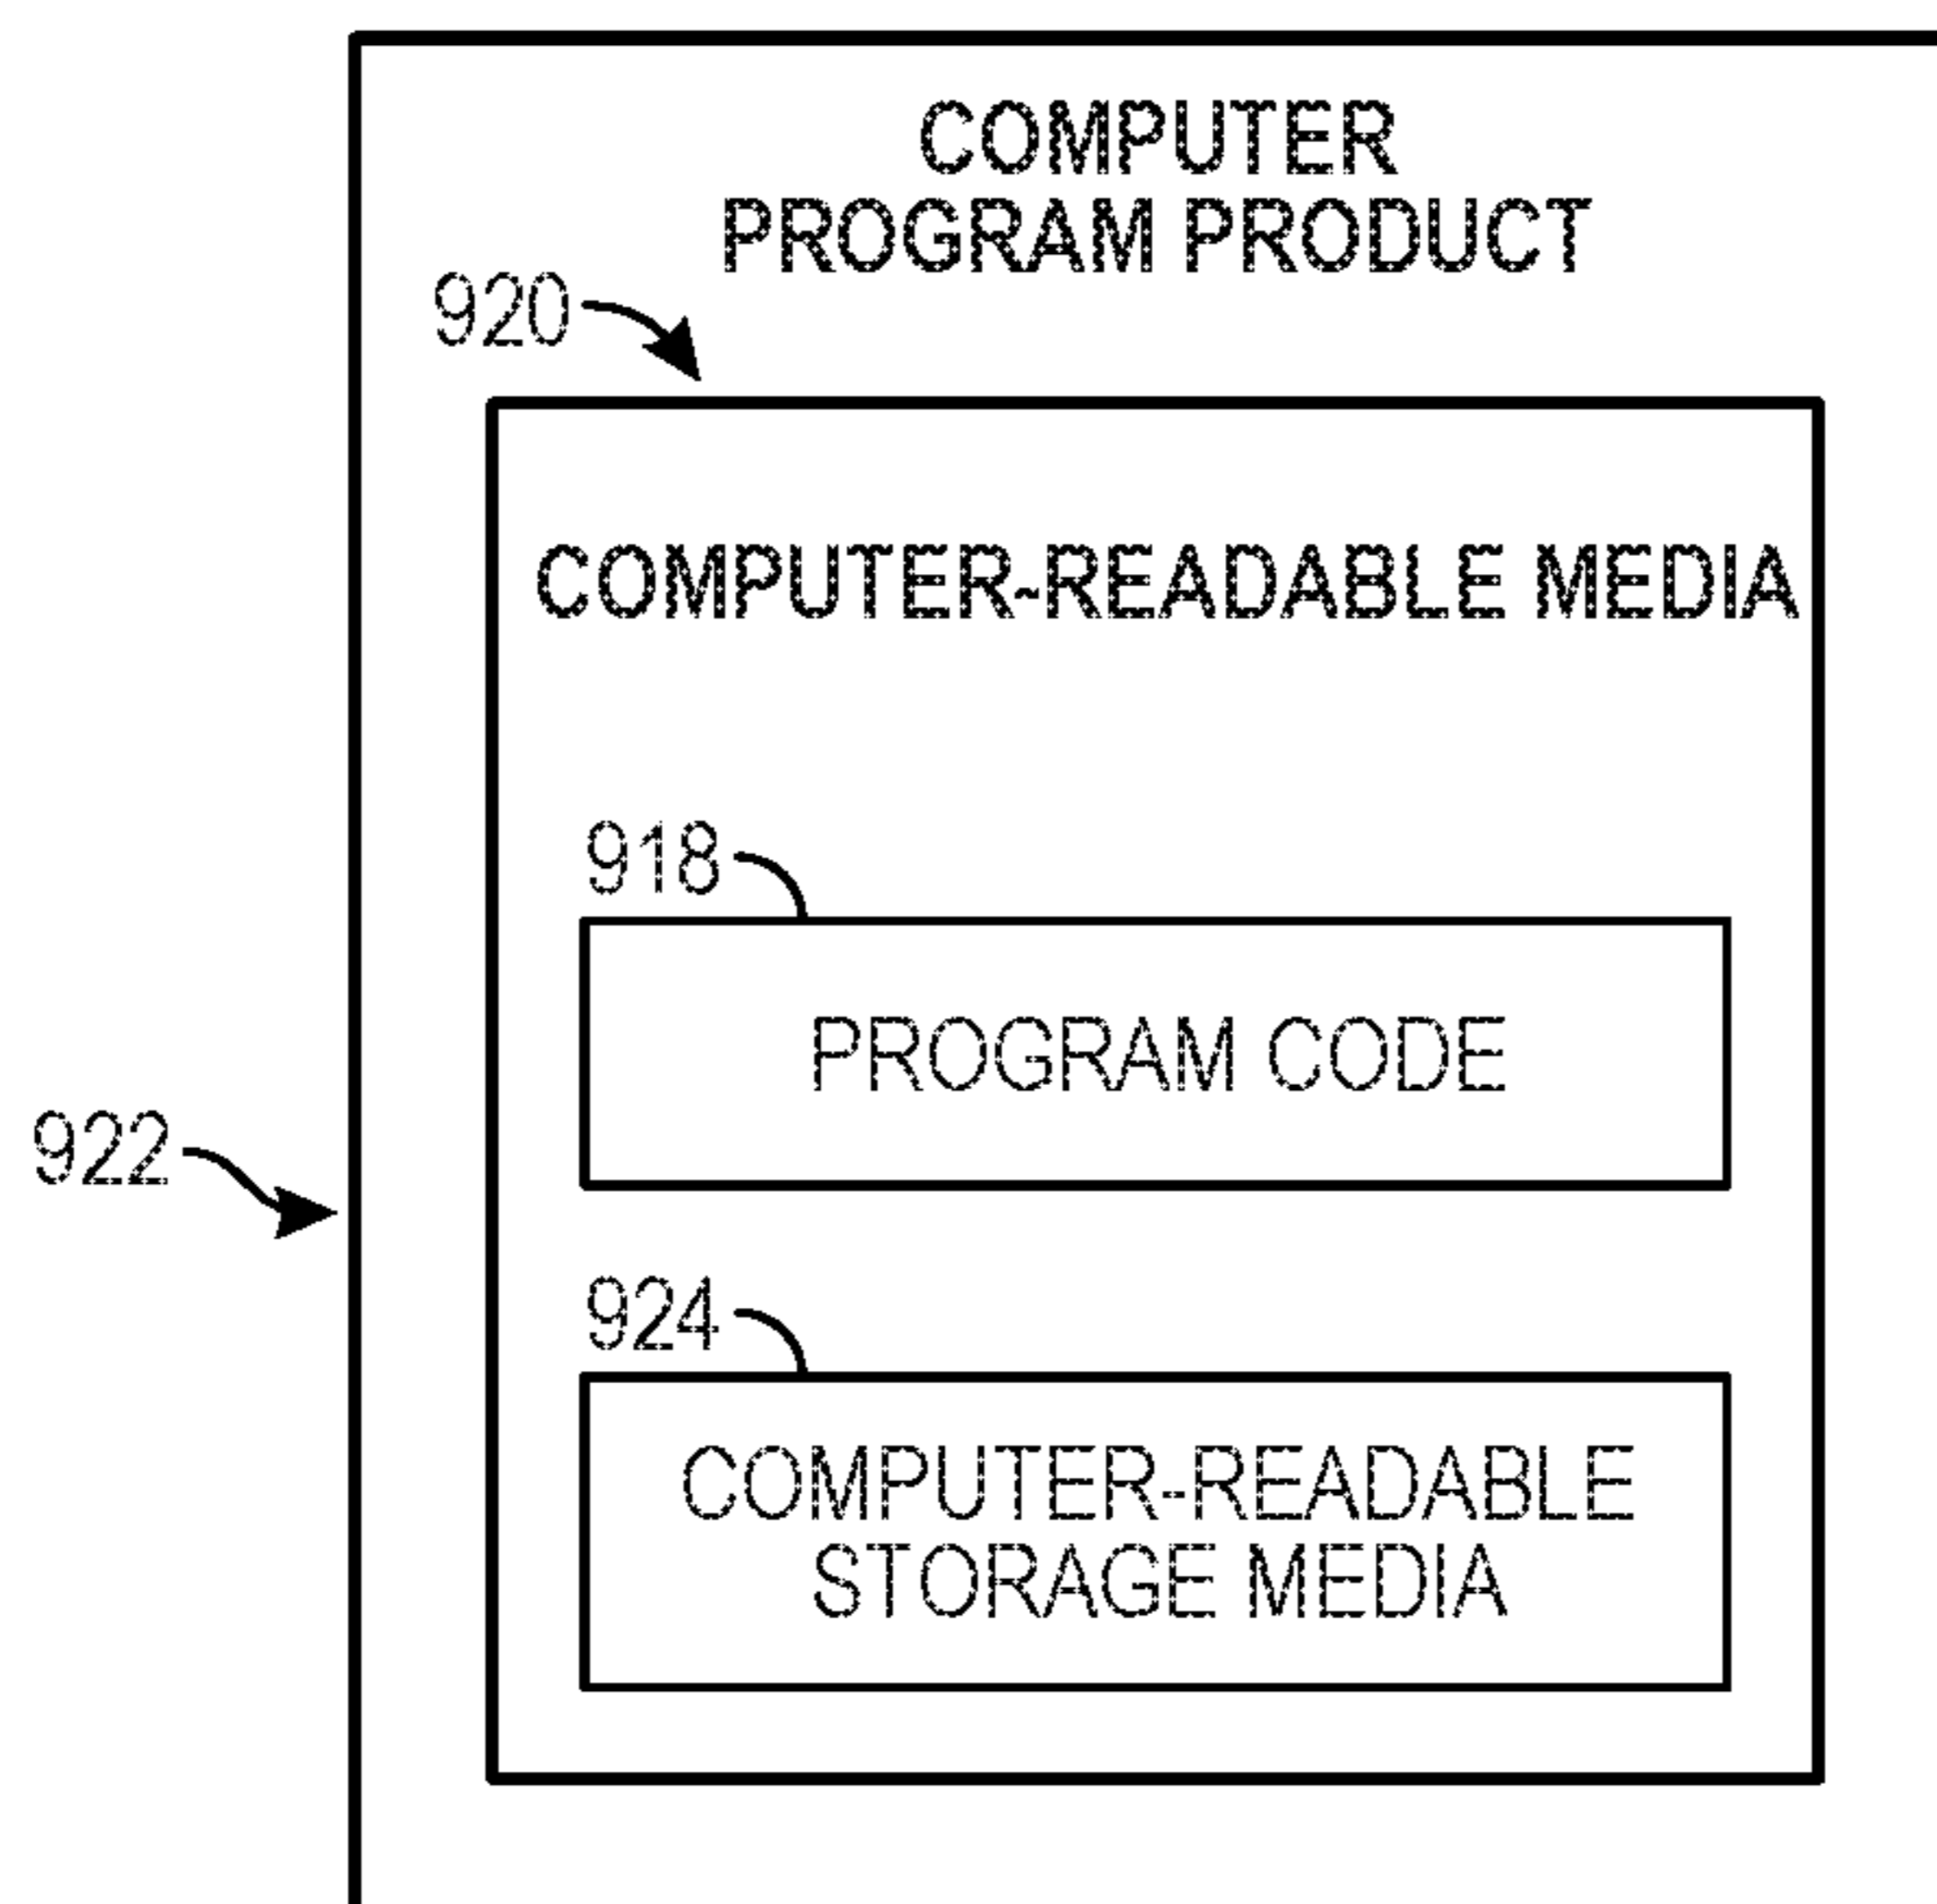 COMPUTER
PROGRAM PRODUCT
920
COMPUTER-READABLE MEDIA
918
PROGRAM CODE
922
924
COMPUTER-READABLE
STORAGE MEDIA